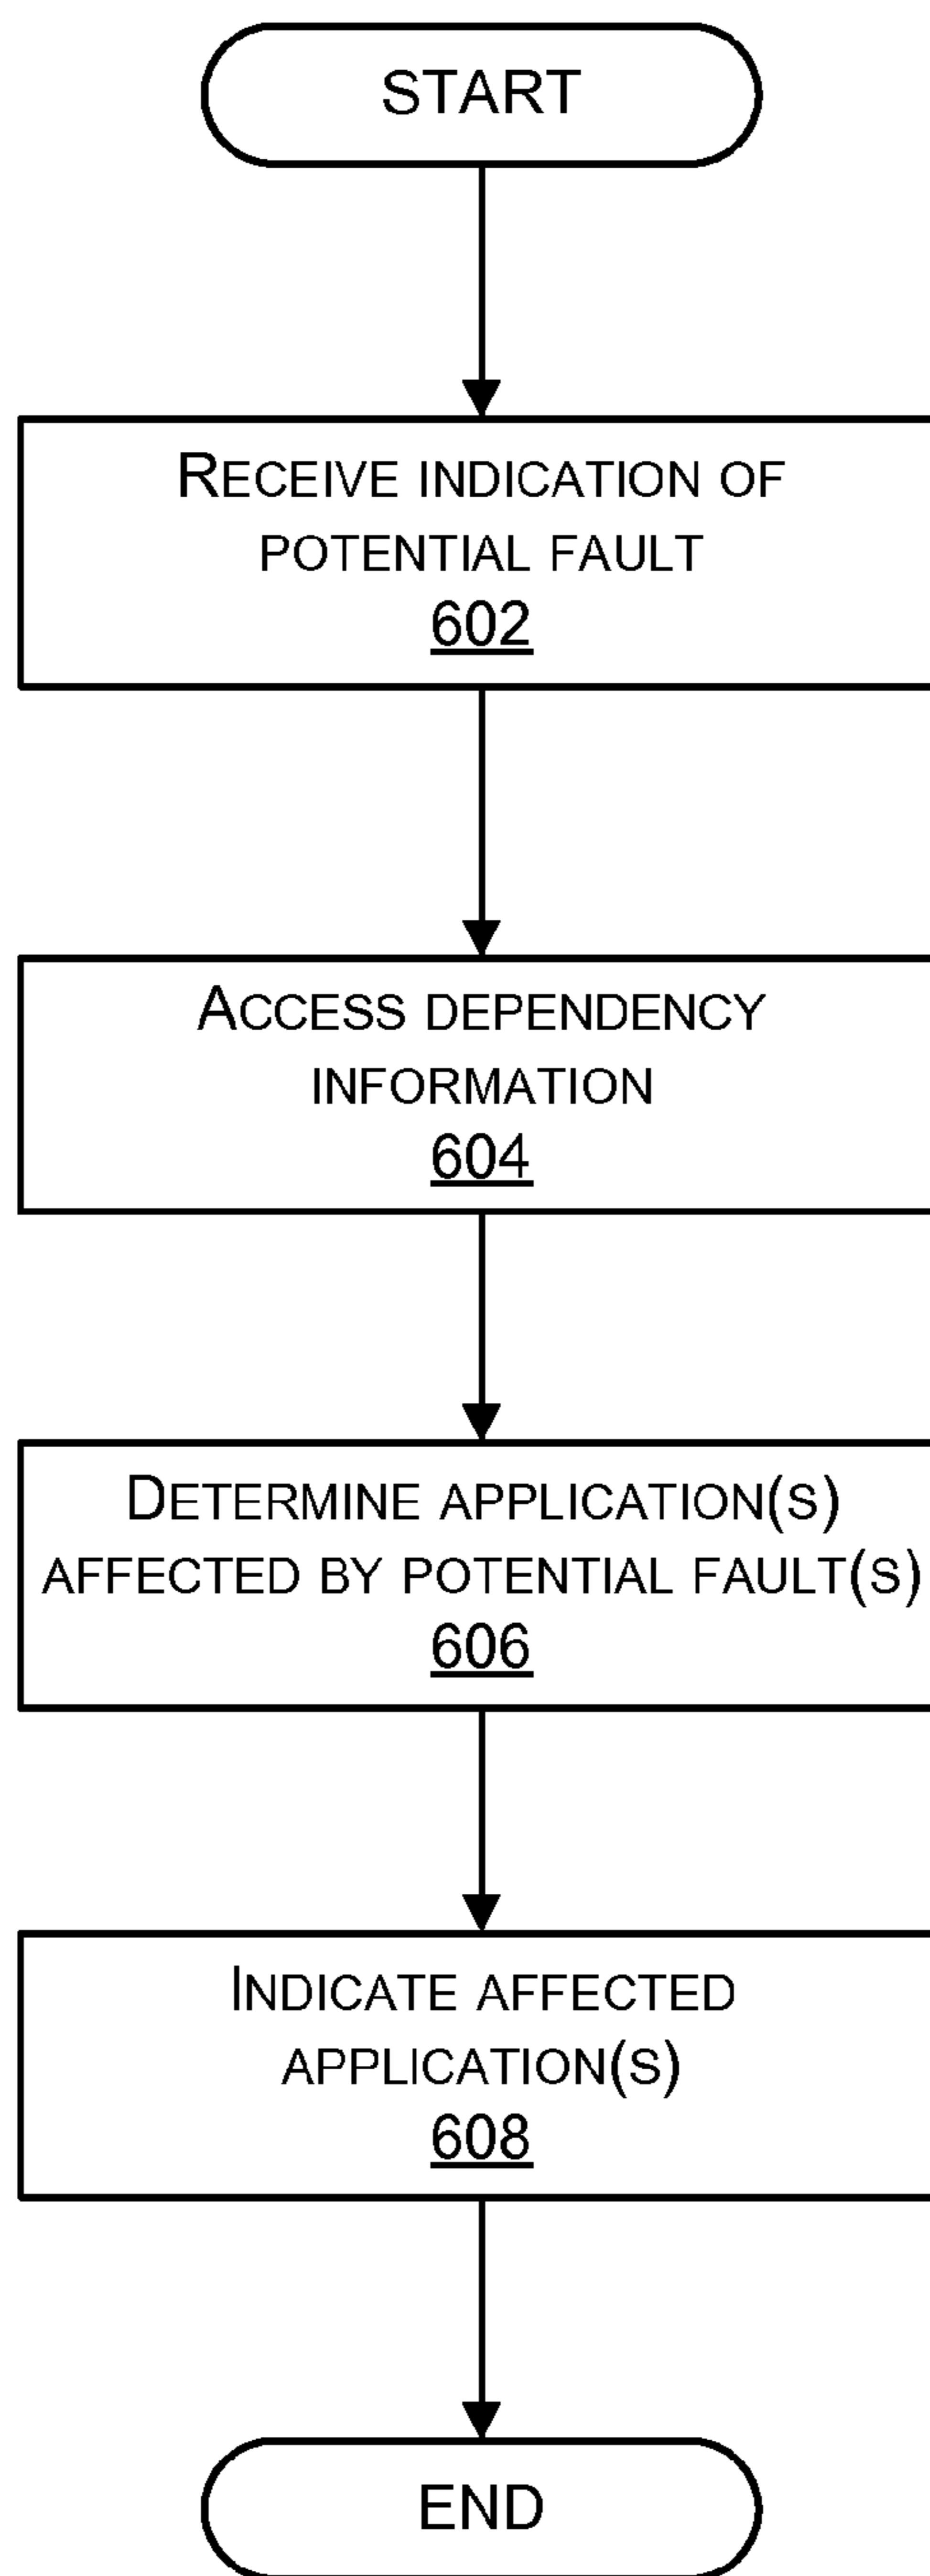 START
RECEIVE INDICATION OF
POTENTIAL FAULT
602
ACCESS DEPENDENCY
INFORMATION
604
DETERMINE APPLICATION(S)
AFFECTED BY POTENTIAL FAULT(S)
606
INDICATE AFFECTED
APPLICATION(S)
608
END